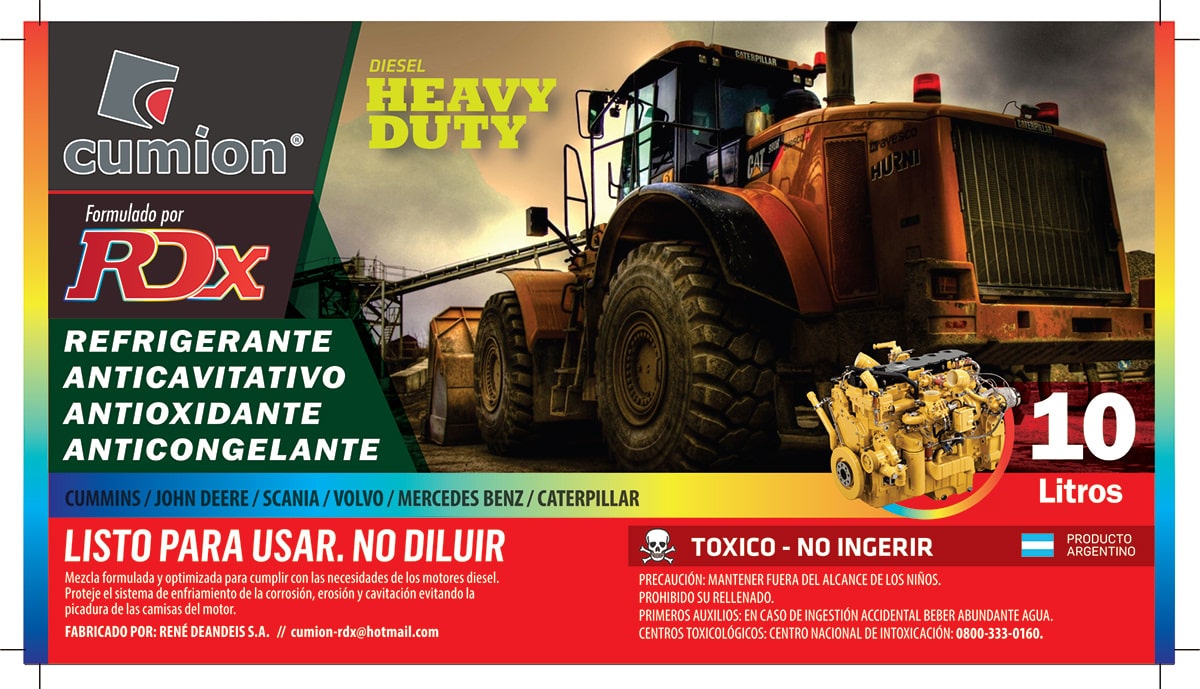 cumion®
Formulado por
RDx
REFRIGERANTE
ANTICAVITATIVO
ANTIOXIDANTE
ANTICONGELANTE
DIESEL
HEAVY
DUTY
CATERPILLAR
CATERPILLAR
CAT
HURNI
10
Litros
CUMMINS / JOHN DEERE / SCANIA / VOLVO / MERCEDES BENZ / CATERPILLAR
LISTO PARA USAR. NO DILUIR
Mezcla formulada y optimizada para cumplir con las necesidades de los motores diesel.
Proteje el sistema de enfriamiento de la corrosión, erosión y cavitación evitando la
picadura de las camisas del motor.
FABRICADO POR: RENÉ DEANDEIS S.A. // cumion-rdx@hotmail.com
TOXICO - NO INGERIR
PRODUCTO
ARGENTINO
PRECAUCIÓN: MANTENER FUERA DEL ALCANCE DE LOS NIÑOS.
PROHIBIDO SU RELLENADO.
PRIMEROS AUXILIOS: EN CASO DE INGESTIÓN ACCIDENTAL BEBER ABUNDANTE AGUA.
CENTROS TOXICOLÓGICOS: CENTRO NACIONAL DE INTOXICACIÓN: 0800-333-0160.